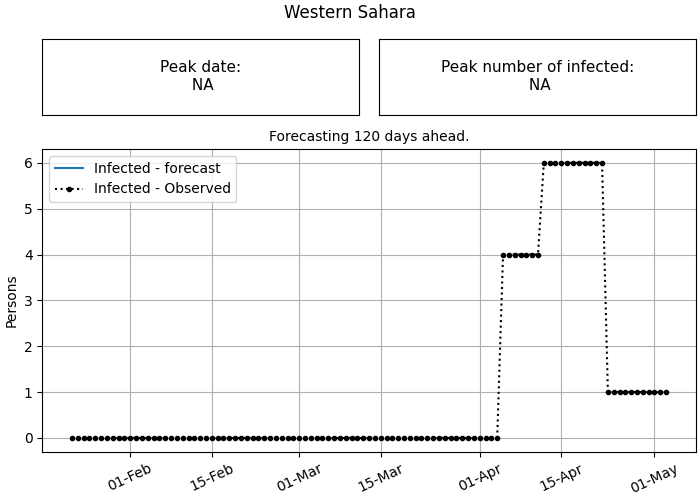 Western Sahara
Peak date:
NA
Peak number of infected:
NA
Forecasting 120 days ahead.
Infected - forecast
Infected - Observed
Persons
6
5
4
3
2
1
0
01-Feb
15-Feb
01-Mar
15-Mar
01-Apr
15-Apr
01-May